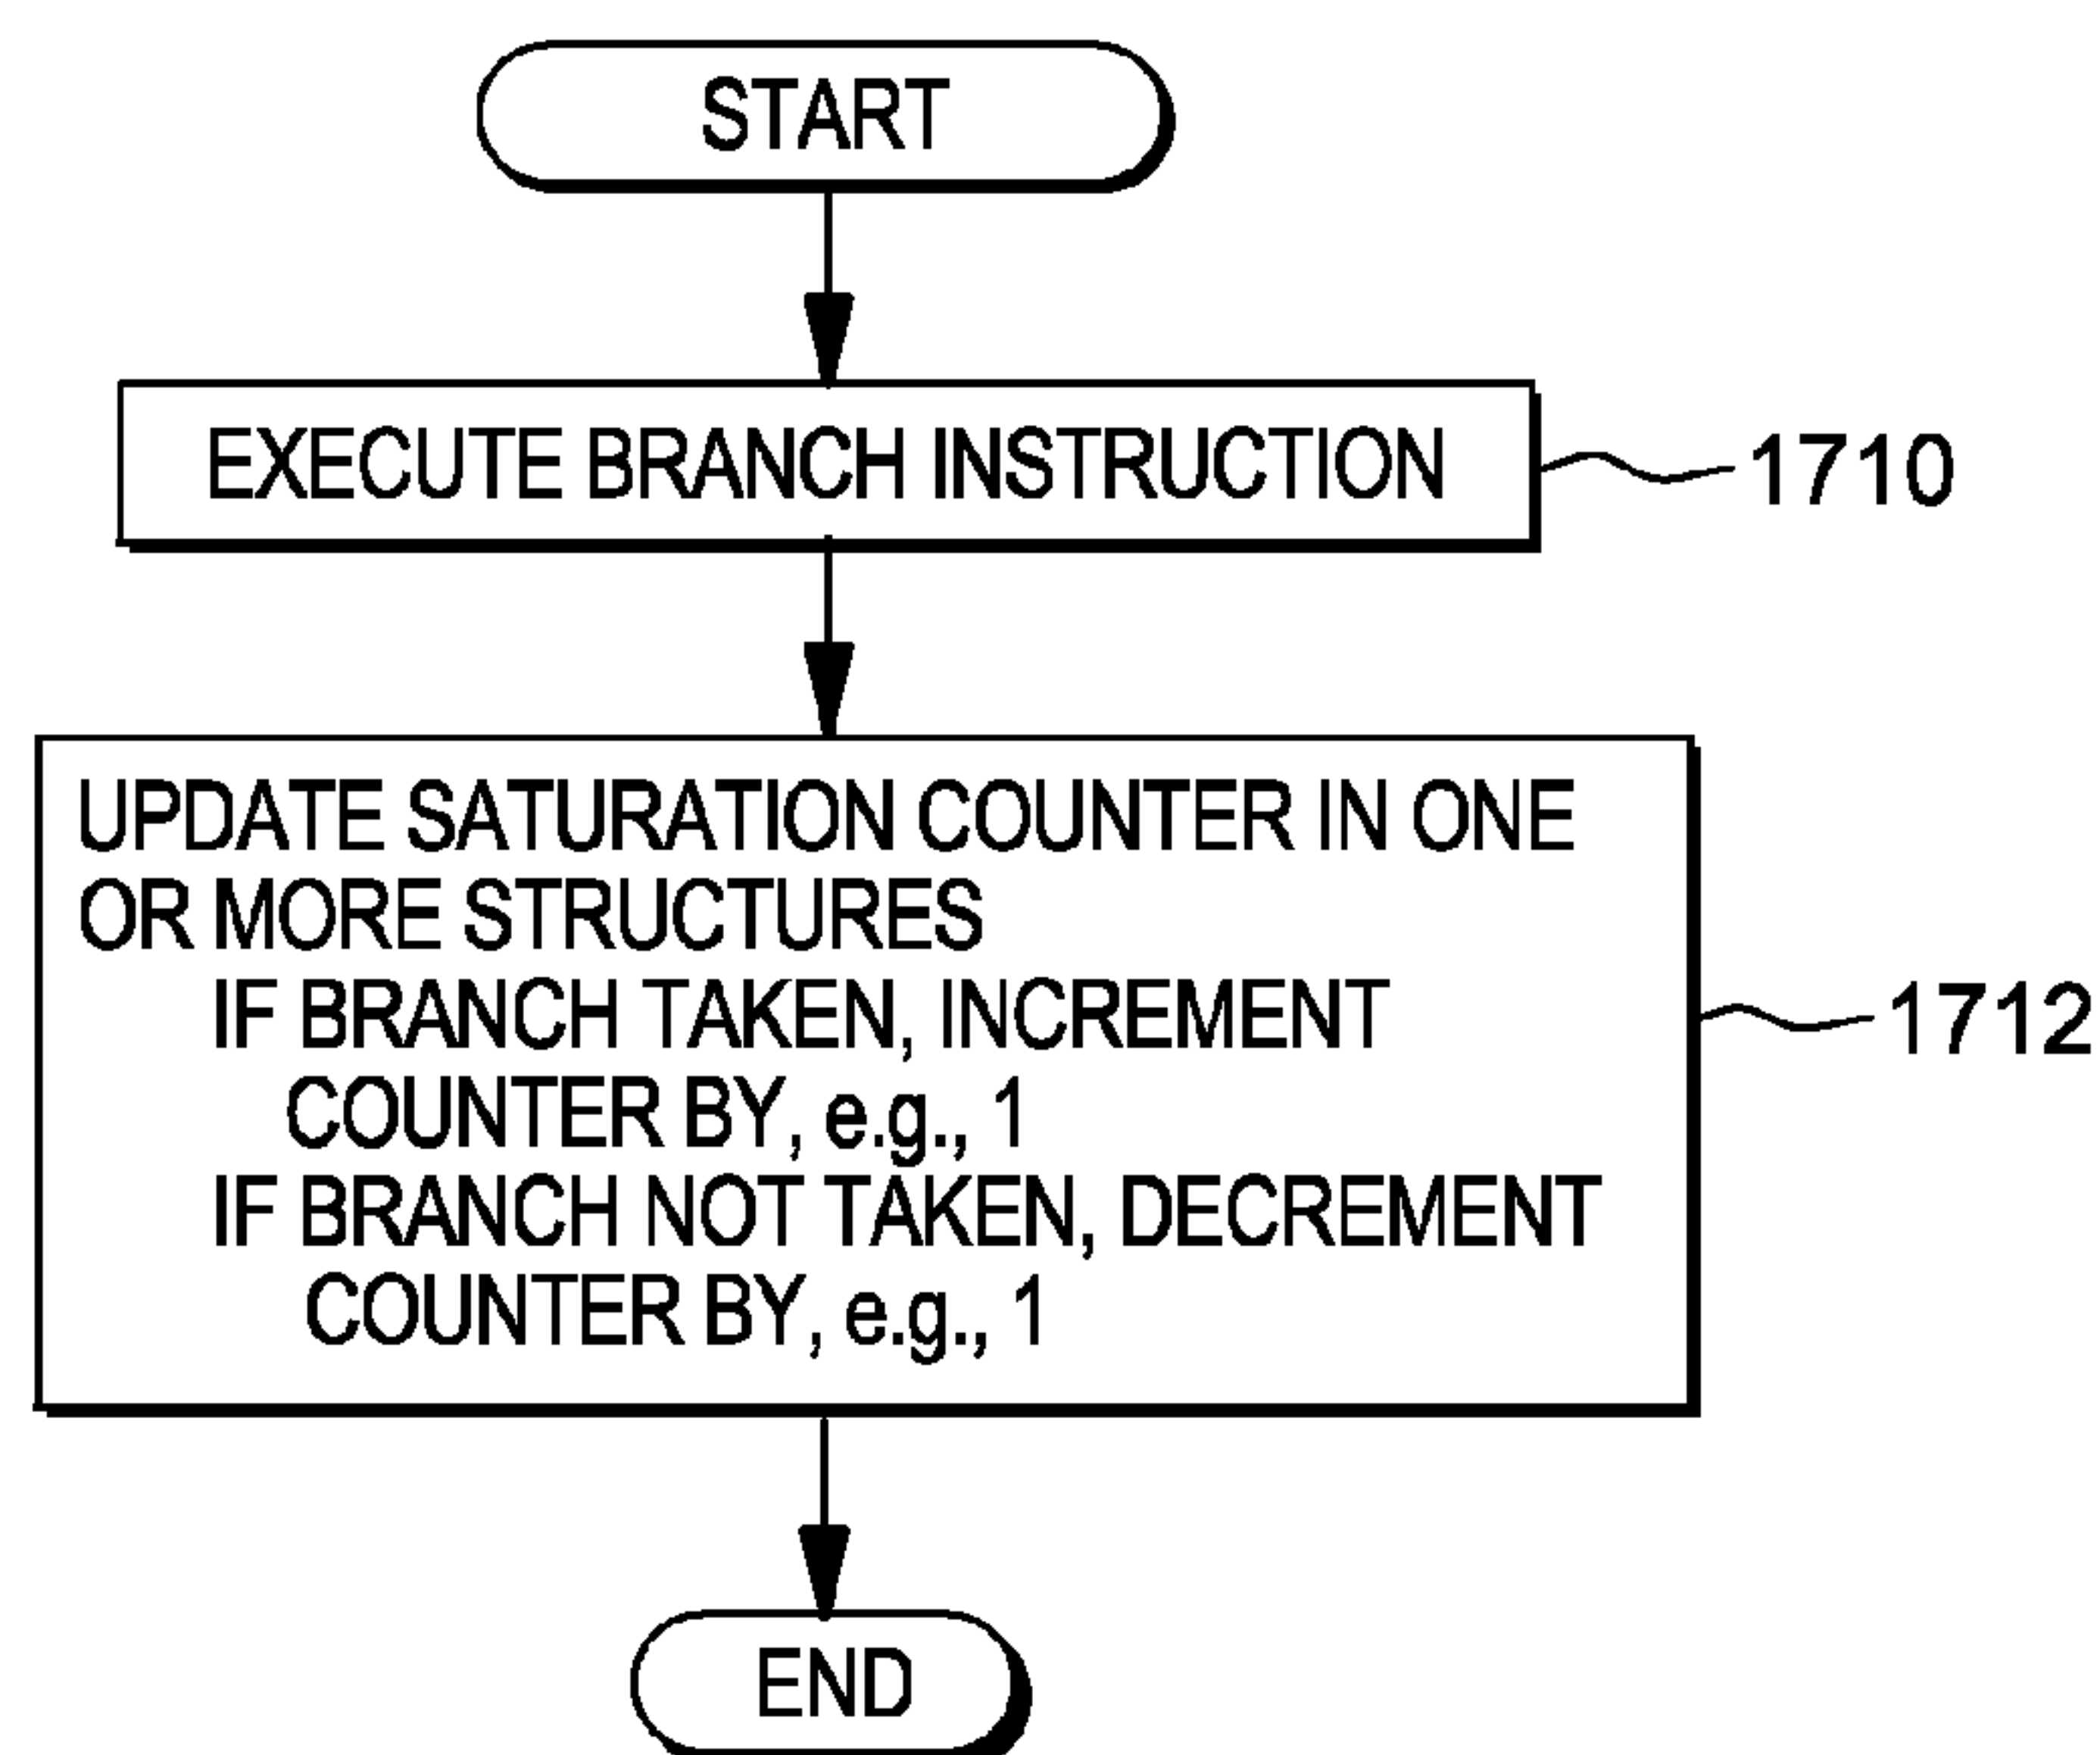 START
EXECUTE BRANCH INSTRUCTION
1710
UPDATE SATURATION COUNTER IN ONE
OR MORE STRUCTURES
IF BRANCH TAKEN, INCREMENT
COUNTER BY, e.g., 1
IF BRANCH NOT TAKEN, DECREMENT
COUNTER BY, e.g., 1
1712
END